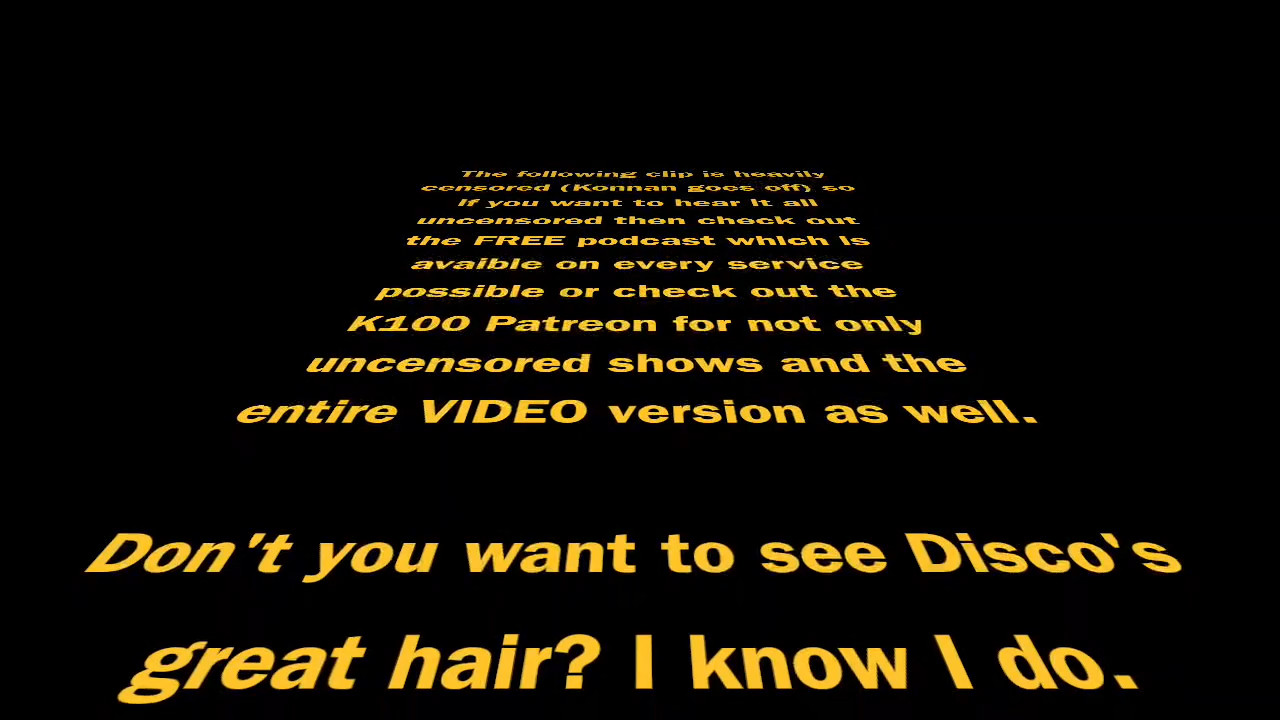 The following clip is heavily
censored (Konnan goes off) so
if you want to hear it all
uncensored then check out
the FREE podcast which is
avaible on every service
possible or check out the
K100 Patreon for not only
uncensored shows and the
entire VIDEO version as well.
Don't you want to see Disco's
great hair? I know I do.